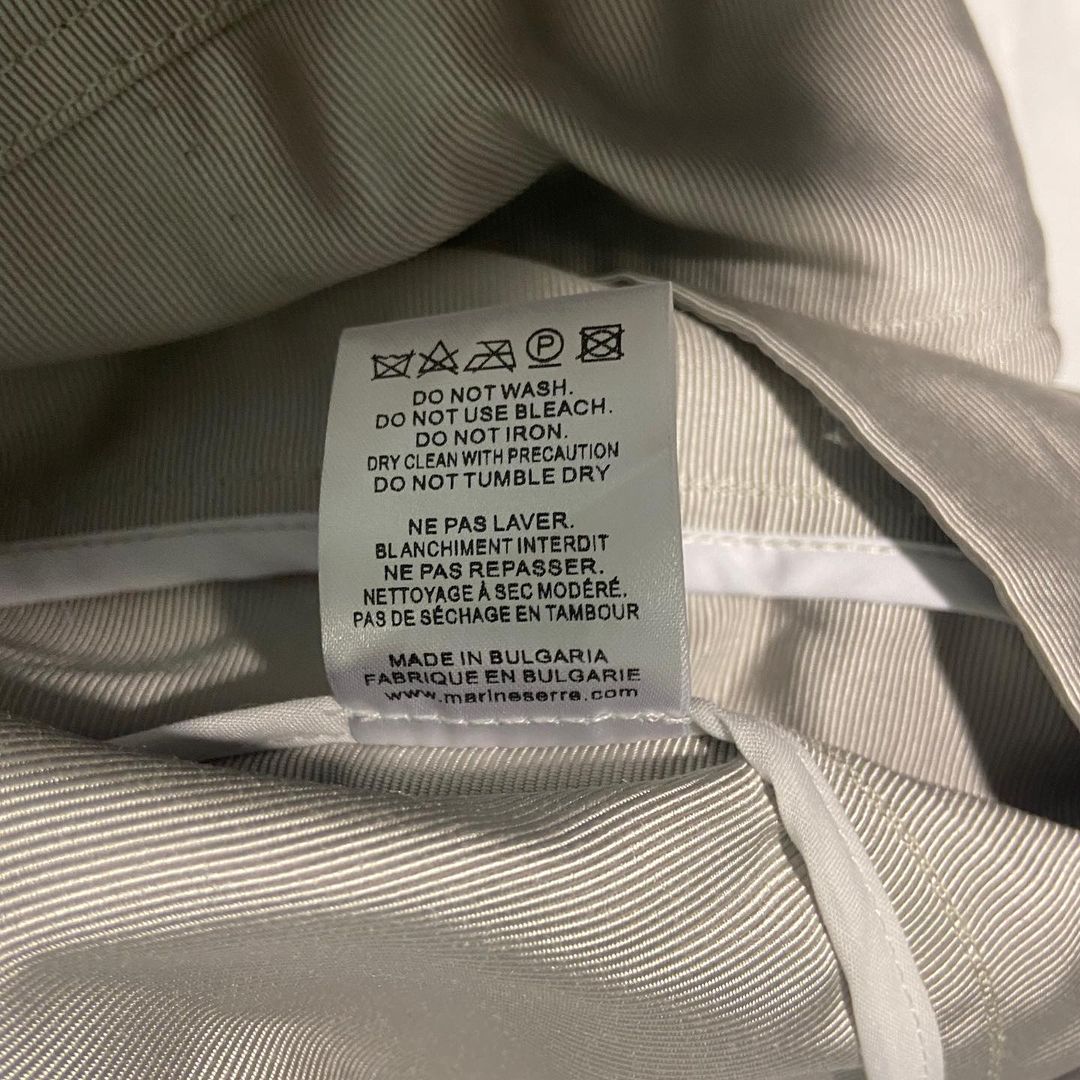 P
DO NOT WASH.
DO NOT USE BLEACH.
DO NOT IRON.
DRY CLEAN WITH PRECAUTION
DO NOT TUMBLE DRY
NE PAS LAVER.
BLANCHIMENT INTERDIT
NE PAS REPASSER.
NETTOYAGE À SEC MODÉRÉ.
PAS DE SÉCHAGE EN TAMBOUR
MADE IN BULGARIA
FABRIQUE EN BULGARIE
www.marineserre.com